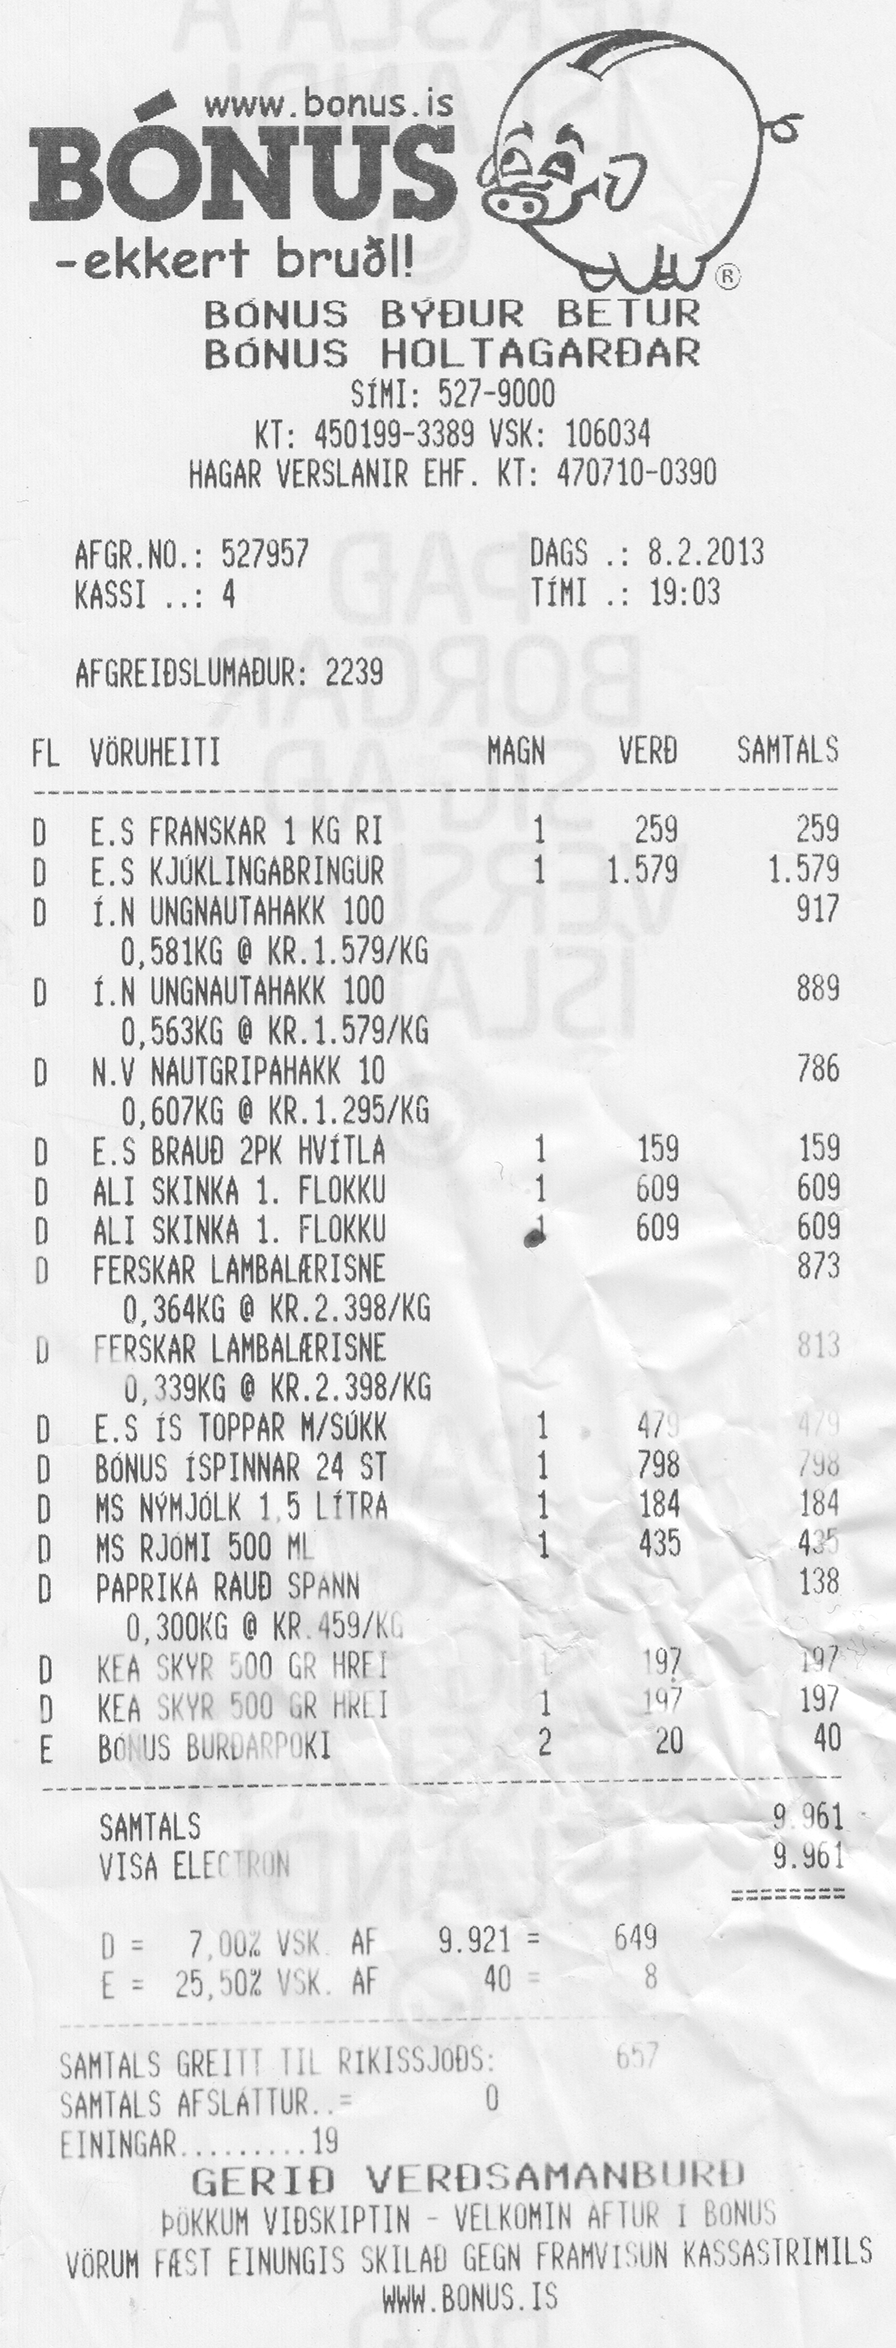 www.bonus.is
BÓNUS
-ekkert bruðl!
®
BÓNUS BÝÐUR BETUR
BÓNUS HOLTAGARÐAR
SÍMI: 527-9000
KT: 450199-3389 VSK: 106034
HAGAR VERSLANIR EHF. KT: 470710-0390
AFGR.NO.: 527957 DAGS .: 8.2.2013
KASSI ..: 4 TÍMI .: 19:03
AFGREIÐSLUMAÐUR: 2239
FL VÖRUHEITI MAGN VERÐ SAMTALS
D E.S FRANSKAR 1 KG RI 1 259 259
D E.S KJÚKLINGABRINGUR 1 1.579 1.579
D Í.N UNGNAUTAHAKK 100 917
0,581KG @ KR.1.579/KG
D Í.N UNGNAUTAHAKK 100 889
0,563KG @ KR.1.579/KG
D N.V NAUTGRIPAHAKK 10 786
0,607KG @ KR.1.295/KG
D E.S BRAUÐ 2PK HVÍTLA 1 159 159
D ALI SKINKA 1. FLOKKU 1 609 609
D ALI SKINKA 1. FLOKKU 1 609 609
D FERSKAR LAMBALÆRISNE 873
0,364KG @ KR.2.398/KG
D FERSKAR LAMBALÆRISNE 813
0,339KG @ KR.2.398/KG
D E.S ÍS TOPPAR M/SÚKK 1 479 479
D BÓNUS ÍSPINNAR 24 ST 1 798 798
D MS NÝMJÓLK 1,5 LÍTRA 1 184 184
D MS RJÓMI 500 ML 1 435 435
D PAPRIKA RAUÐ SPANN 138
0,300KG @ KR.459/KG
D KEA SKYR 500 GR HREI 1 197 197
D KEA SKYR 500 GR HREI 1 197 197
E BÓNUS BURÐARPOKI 2 20 40
SAMTALS 9.961
VISA ELECTRON 9.961
========
D = 7,00% VSK. AF 9.921 = 649
E = 25,50% VSK. AF 40 = 8
SAMTALS GREITT TIL RÍKISSJÓÐS: 657
SAMTALS AFSLÁTTUR..= 0
EININGAR.........19
GERIÐ VERÐSAMANBURÐ
ÞÖKKUM VIÐSKIPTIN - VELKOMIN AFTUR Í BÓNUS
VÖRUM FÆST EINUNGIS SKILAÐ GEGN FRAMVISUN KASSASTRIMILS
WWW.BONUS.IS